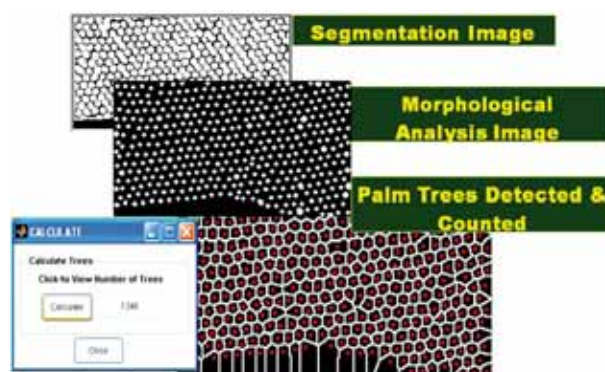 Segmentation Image
Morphological
Analysis Image
Palm Trees Detected &
Counted
CALCULATE
Calculate Trees
Click to View Number of Trees
Calculate
Close